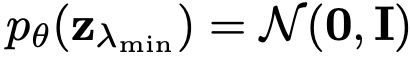 p_θ(𝐳_{λ_min}) = 𝒩(𝟎, 𝐈)